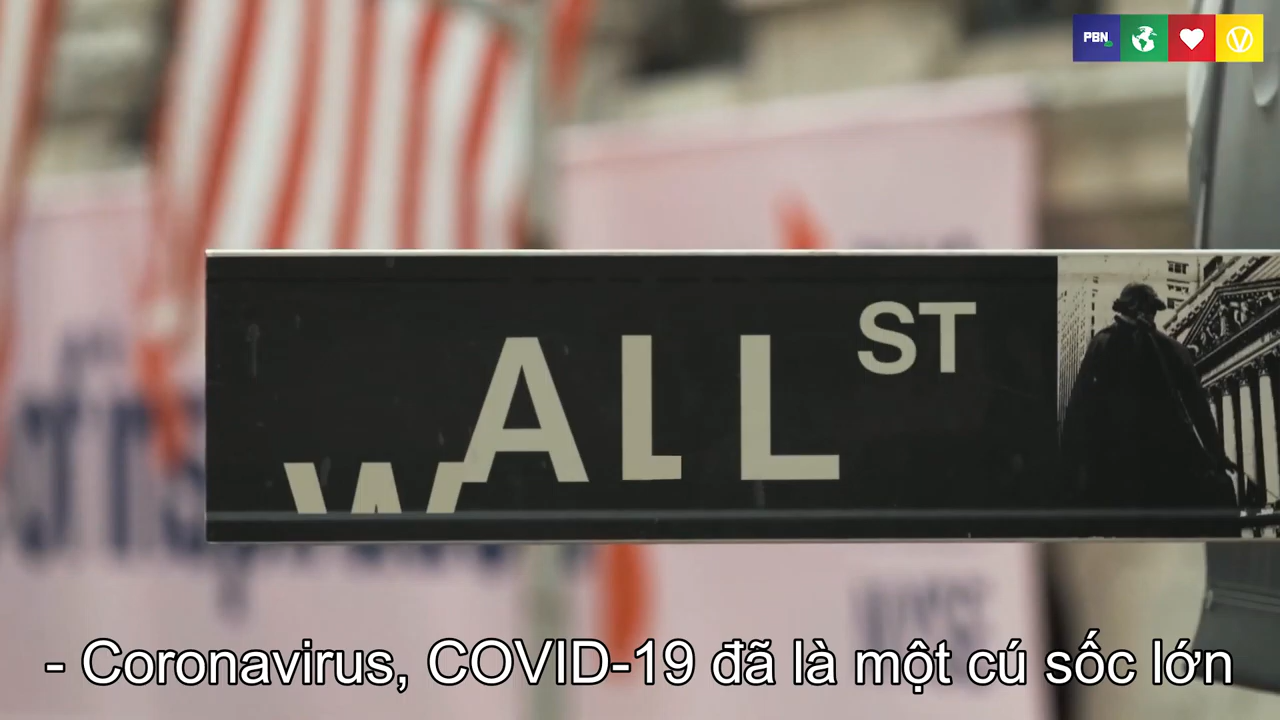 PBN
WALL ST
- Coronavirus, COVID-19 đã là một cú sốc lớn